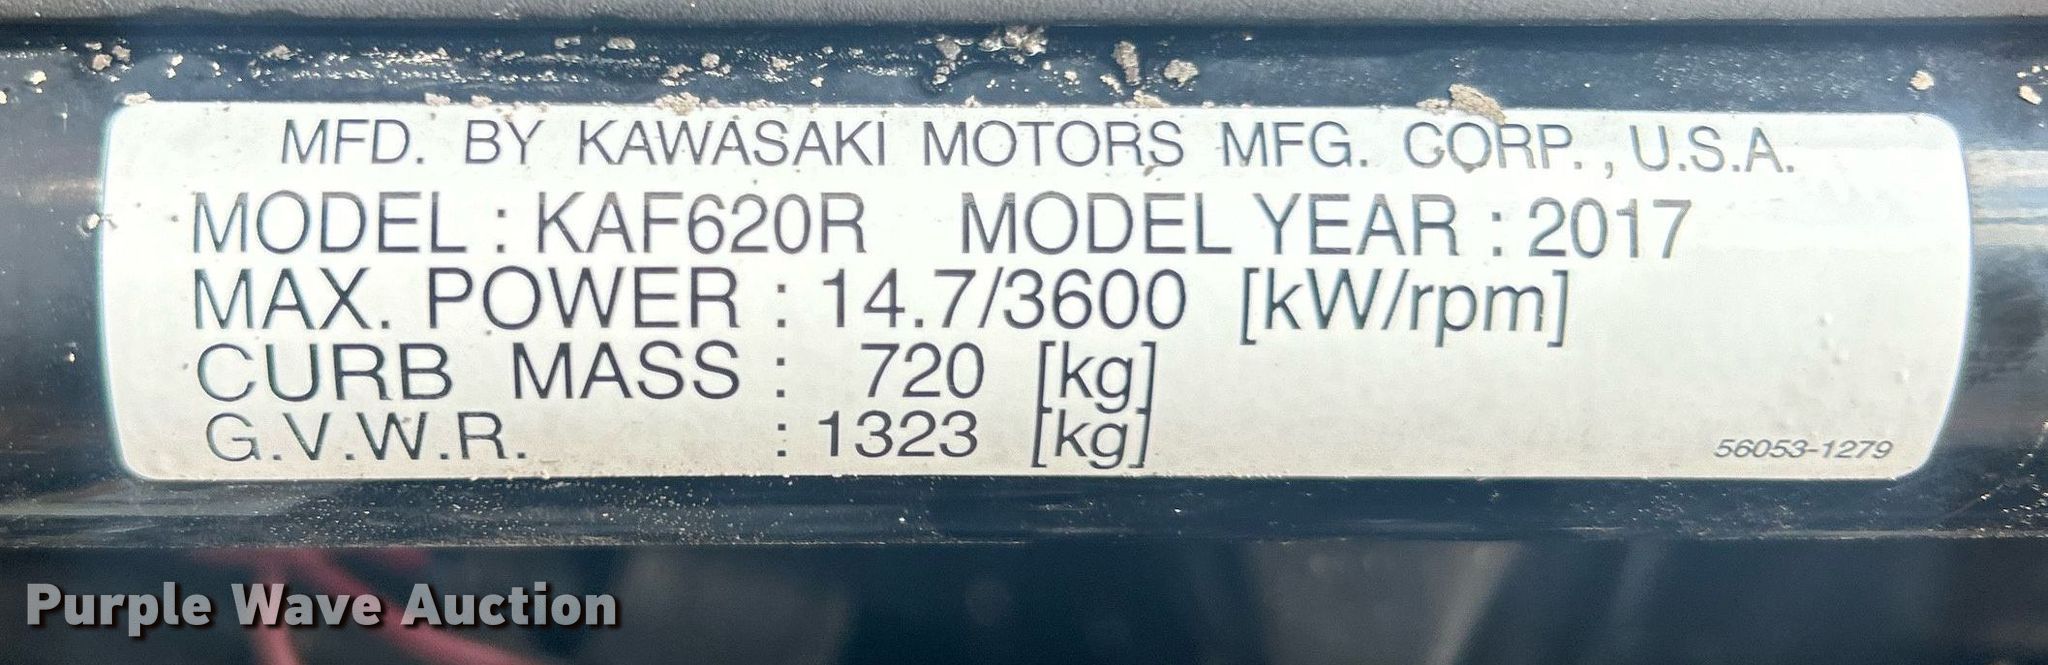 MFD. BY KAWASAKI MOTORS MFG. CORP., U.S.A.
MODEL : KAF620R MODEL YEAR : 2017
MAX. POWER : 14.7/3600 [kW/rpm]
CURB MASS : 720 [kg]
G.V.W.R. : 1323 [kg]
56053-1279
Purple Wave Auction